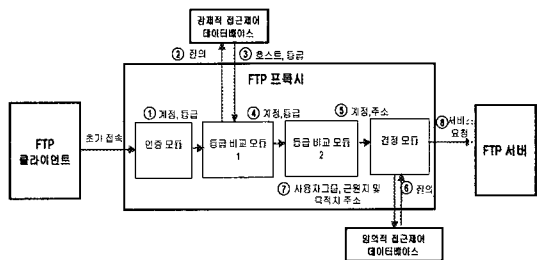 강제적 접근제어
데이터베이스
② 질의
③ 호스트, 등급
FTP 프록시
① 계정, 등급
④ 계정, 등급
⑤ 계정, 주소
⑧ 서비스
요청
FTP
클라이언트
초기 접속
인증 모듈
등급 비교 모듈
1
등급 비교 모듈
2
결정 모듈
FTP 서버
⑦ 사용자그룹, 근원지 및
목적지 주소
⑥ 질의
임의적 접근제어
데이터베이스